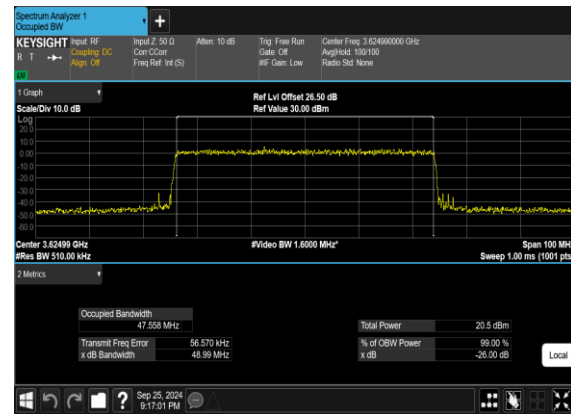 Spectrum Analyzer 1
Occupied BW
+
KEYSIGHT Input: RF Input Z: 50 Ω Atten: 10 dB Trig: Free Run Center Freq: 3.624990000 GHz
R T Coupling: DC Corr CCorr Gate: Off Avg|Hold: 100/100
Align: Off Freq Ref: Int (S) #IF Gain: Low Radio Std: None
LXI
1 Graph Ref Lvl Offset 26.50 dB
Scale/Div 10.0 dB Ref Value 30.00 dBm
Log
20.0
10.0
0.00
-10.0
-20.0
-30.0
-40.0
-50.0
-60.0
Center 3.62499 GHz #Video BW 1.6000 MHz* Span 100 MH
#Res BW 510.00 kHz Sweep 1.00 ms (1001 pts
2 Metrics
Occupied Bandwidth
47.558 MHz Total Power 20.5 dBm
Transmit Freq Error 56.570 kHz % of OBW Power 99.00 %
x dB Bandwidth 48.99 MHz x dB -26.00 dB
Local
? Sep 25, 2024
9:17:01 PM